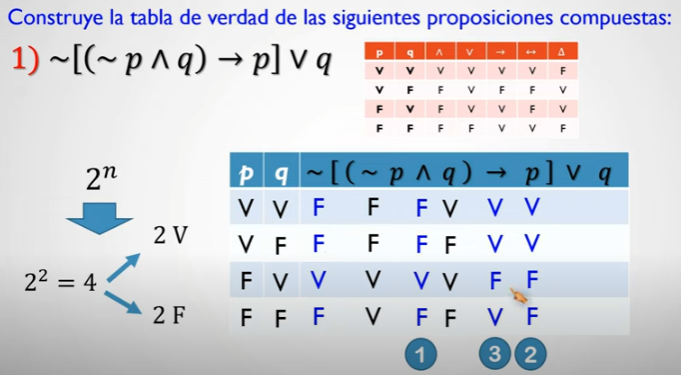 Construye la tabla de verdad de las siguientes proposiciones compuestas:
1) ~[(~ p ∧ q) → p] ∨ q
p q ∧ ∨ → ↔ Δ
V V V V V V F
V F F V F F V
F V F V V F V
F F F F V V F
2ⁿ
2² = 4
2 V
2 F
p q ~ [ ( ~ p ∧ q ) → p ] ∨ q
V V F F F V V V
V F F F F F V V
F V V V V V F F
F F F V F F V F
1 3 2